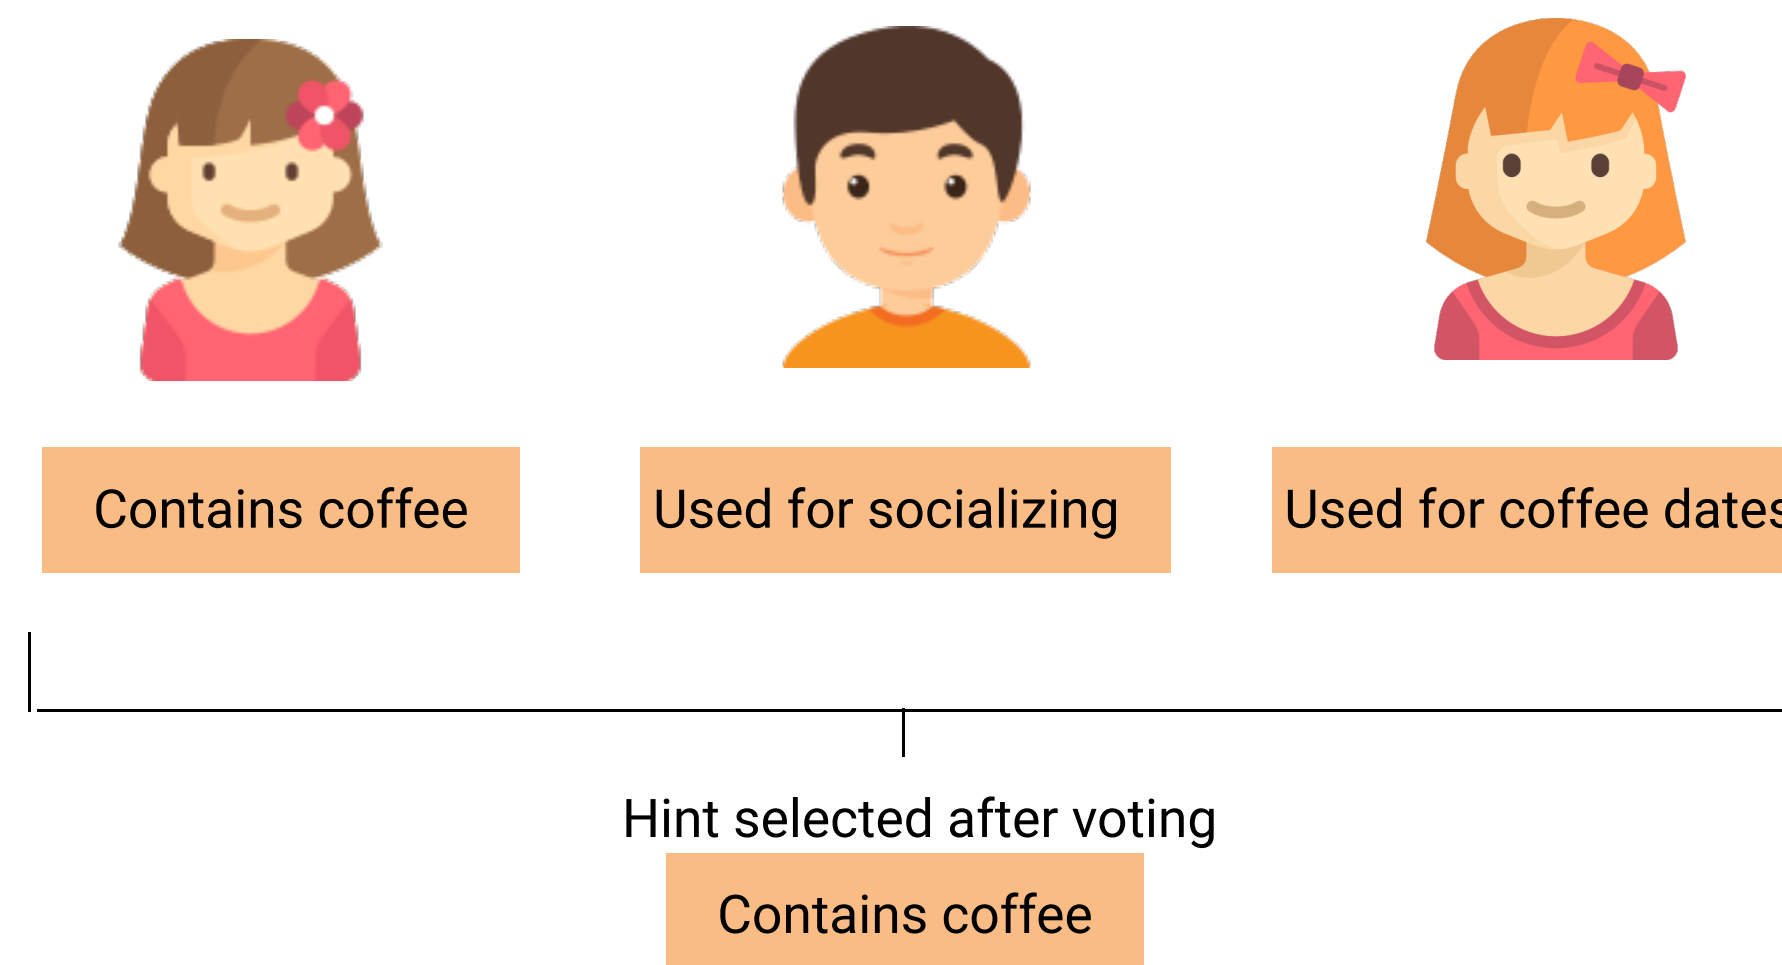 Contains coffee
Used for socializing
Used for coffee dates
Hint selected after voting
Contains coffee